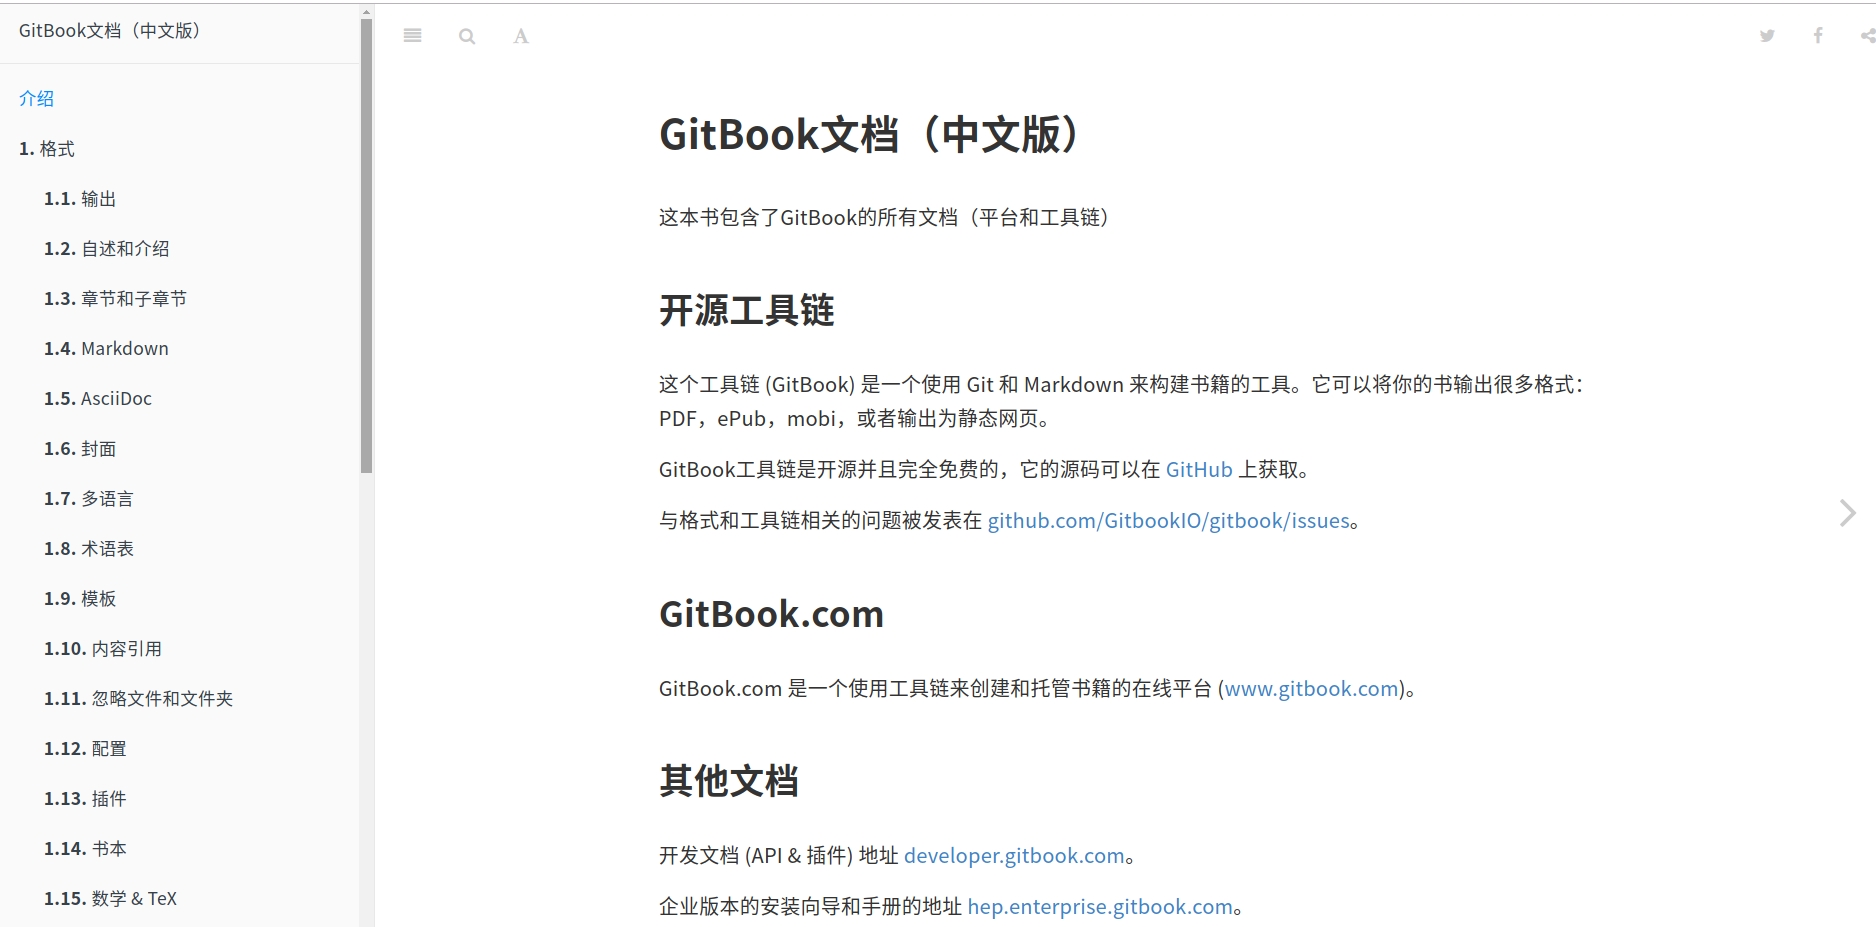 GitBook文档（中文版）
介绍
1. 格式
1.1. 输出
1.2. 自述和介绍
1.3. 章节和子章节
1.4. Markdown
1.5. AsciiDoc
1.6. 封面
1.7. 多语言
1.8. 术语表
1.9. 模板
1.10. 内容引用
1.11. 忽略文件和文件夹
1.12. 配置
1.13. 插件
1.14. 书本
1.15. 数学 & TeX
A
GitBook文档（中文版）
这本书包含了GitBook的所有文档（平台和工具链）
开源工具链
这个工具链 (GitBook) 是一个使用 Git 和 Markdown 来构建书籍的工具。它可以将你的书输出很多格式：
PDF，ePub，mobi，或者输出为静态网页。
GitBook工具链是开源并且完全免费的，它的源码可以在 GitHub 上获取。
与格式和工具链相关的问题被发表在 github.com/GitbookIO/gitbook/issues。
GitBook.com
GitBook.com 是一个使用工具链来创建和托管书籍的在线平台 (www.gitbook.com)。
其他文档
开发文档 (API & 插件) 地址 developer.gitbook.com。
企业版本的安装向导和手册的地址 hep.enterprise.gitbook.com。